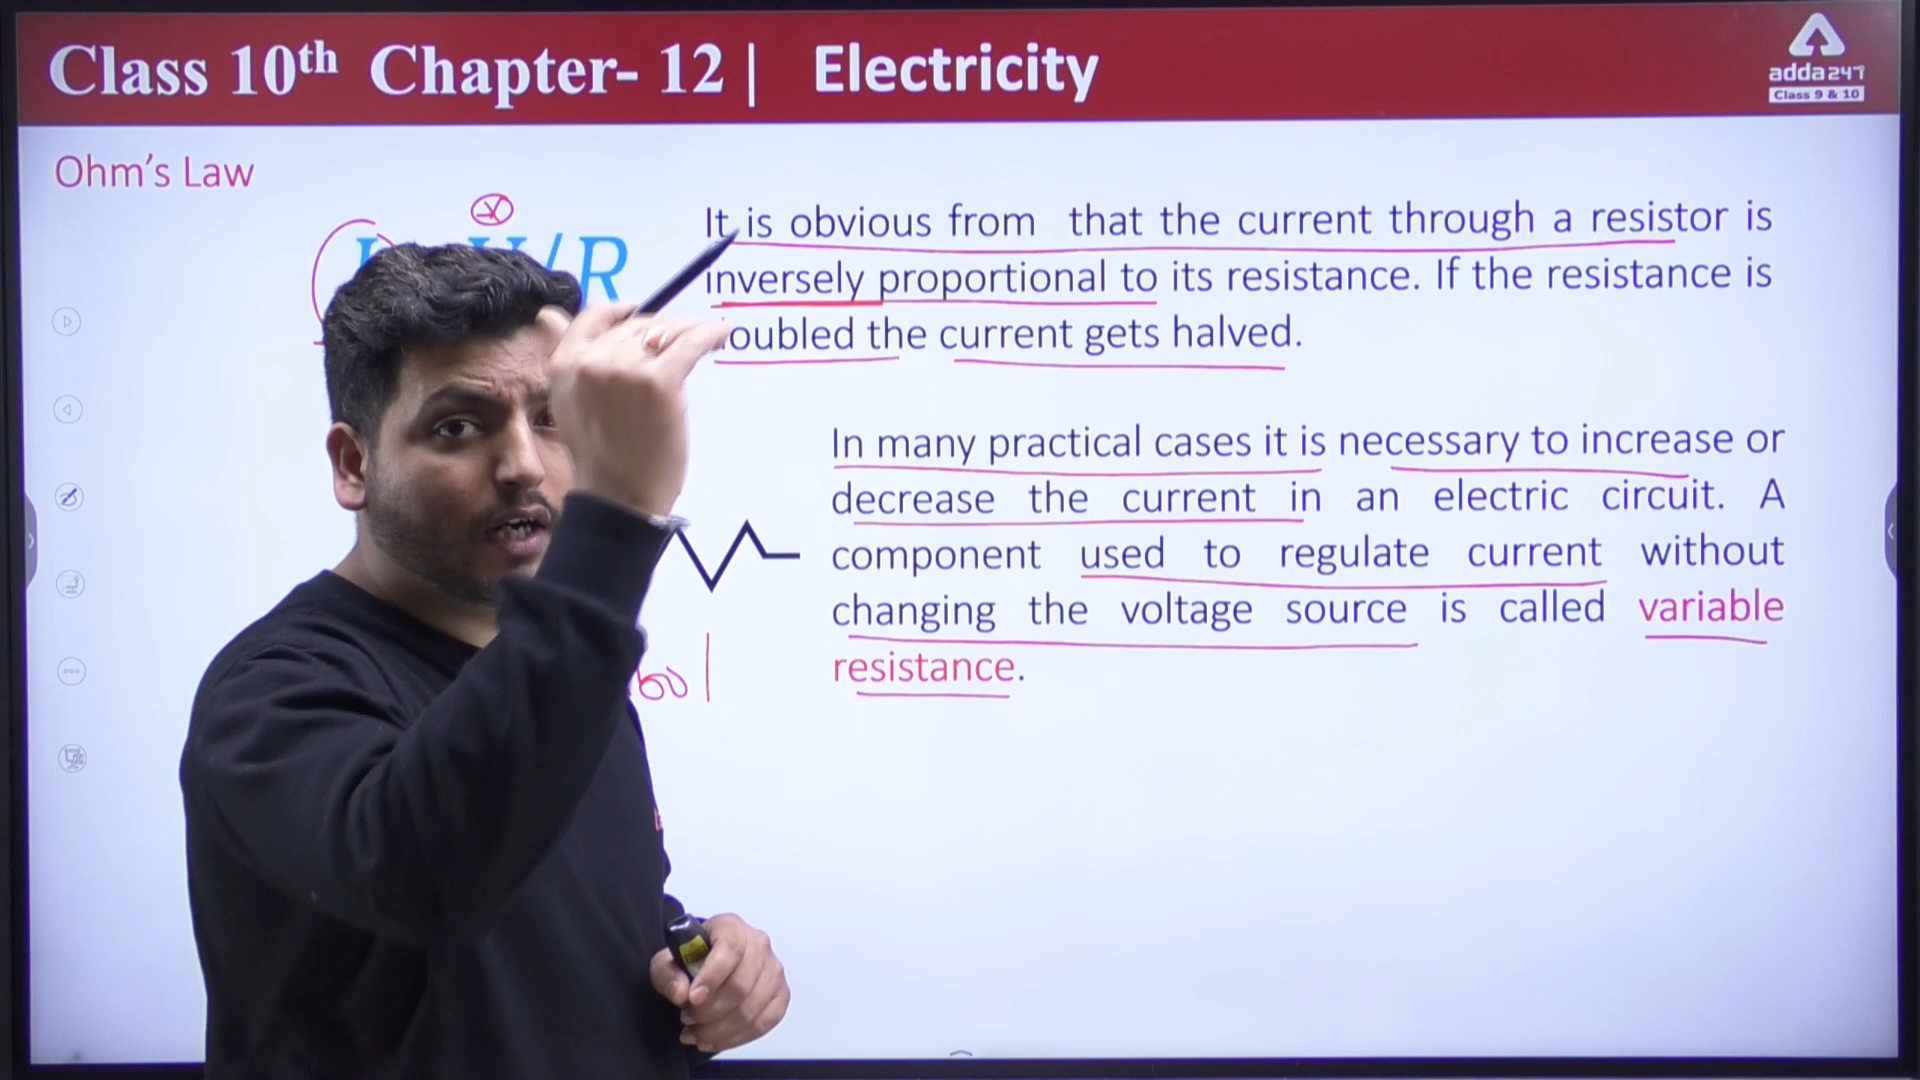 Class 10th Chapter- 12 | Electricity
adda247
Class 9 & 10
Ohm's Law
/R
It is obvious from that the current through a resistor is
inversely proportional to its resistance. If the resistance is
oubled the current gets halved.
In many practical cases it is necessary to increase or
decrease the current in an electric circuit. A
component used to regulate current without
changing the voltage source is called variable
resistance.